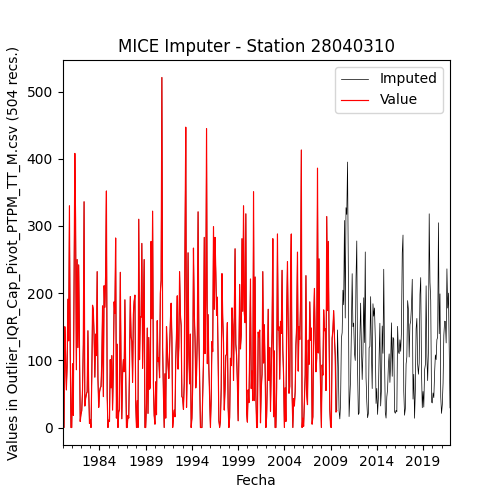 MICE Imputer - Station 28040310
Imputed
Value
Values in Outlier_IQR_Cap_Pivot_PTPM_TT_M.csv (504 recs.)
500
400
300
200
100
0
1984 1989 1994 1999 2004 2009 2014 2019
Fecha